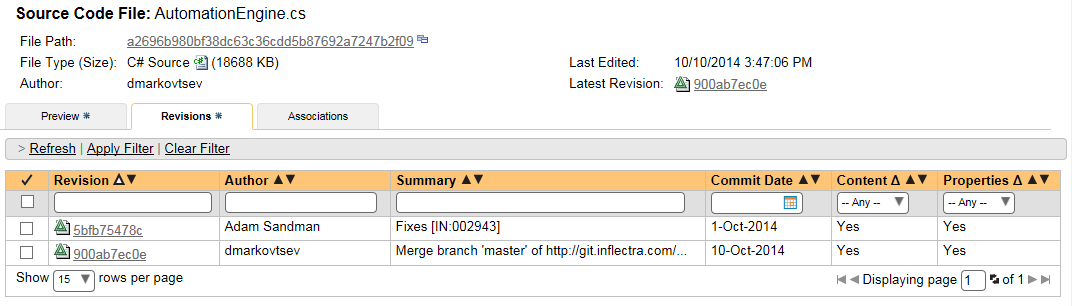 Source Code File: AutomationEngine.cs
File Path: a2696b980bf38dc63c36cdd5b87692a7247b2f09
File Type (Size): C# Source (18688 KB) Last Edited: 10/10/2014 3:47:06 PM
Author: dmarkovtsev Latest Revision: 900ab7ec0e
Preview Revisions Associations
> Refresh | Apply Filter | Clear Filter
✓ Revision Δ▼ Author ▲▼ Summary ▲▼ Commit Date ▲▼ Content Δ ▲▼ Properties Δ ▲▼
-- Any -- -- Any --
5bfb75478c Adam Sandman Fixes [IN:002943] 1-Oct-2014 Yes Yes
900ab7ec0e dmarkovtsev Merge branch 'master' of http://git.inflectra.com/... 10-Oct-2014 Yes Yes
Show 15 rows per page Displaying page 1 of 1